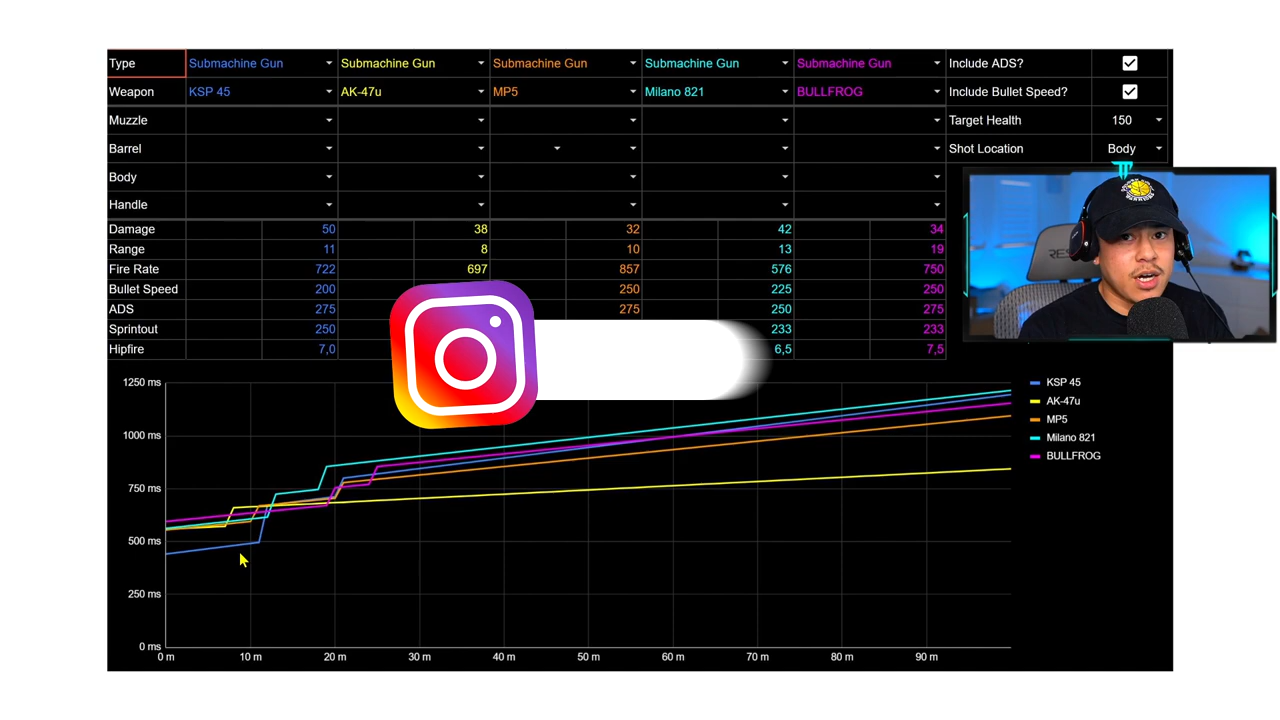 Type Submachine Gun Submachine Gun Submachine Gun Submachine Gun Submachine Gun Include ADS?
Weapon KSP 45 AK-47u MP5 Milano 821 BULLFROG Include Bullet Speed?
Muzzle Target Health 150
Barrel Shot Location Body
Body
Handle
Damage 50 38 32 42 34
Range 11 8 10 13 19
Fire Rate 722 697 857 576 750
Bullet Speed 200 250 225 250
ADS 275 275 250 275
Sprintout 250 233 233
Hipfire 7,0 6,5 7,5
1250 ms
1000 ms
750 ms
500 ms
250 ms
0 ms
0 m 10 m 20 m 30 m 40 m 50 m 60 m 70 m 80 m 90 m
KSP 45
AK-47u
MP5
Milano 821
BULLFROG